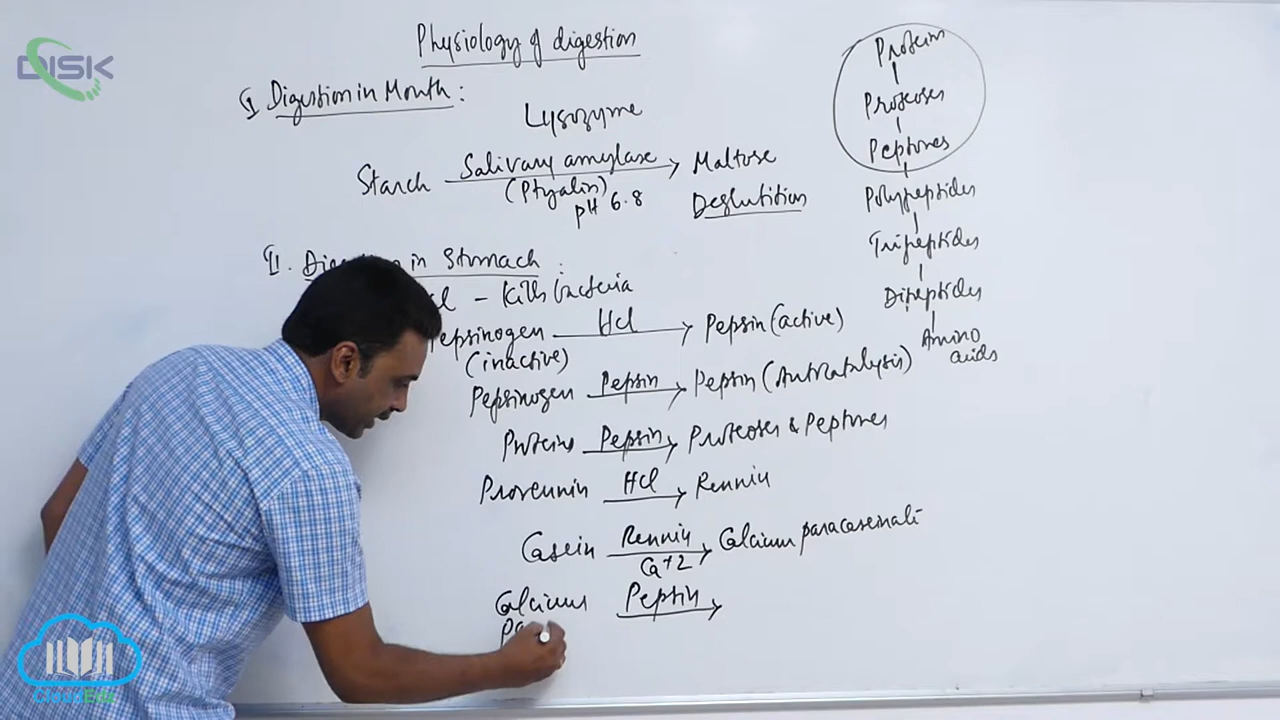 DISK
Physiology of digestion
I Digestion in Mouth :
Lysozyme
Starch Salivary amylase Maltose
(Ptyalin)
pH 6.8
Deglutition
II. in Stomach :
- Kills bacteria
Pepsinogen HCl Pepsin (active)
(inactive)
Pepsinogen Pepsin Pepsin (Autocatalysis)
Proteins Pepsin Proteoses & Peptones
Prorennin HCl Rennin
Casein Rennin Calcium paracaseinate
Ca+2
Calcium Pepsin
Proteins
Proteoses
Peptones
Polypeptides
Tripeptides
Dipeptides
Amino
acids
CloudEdz